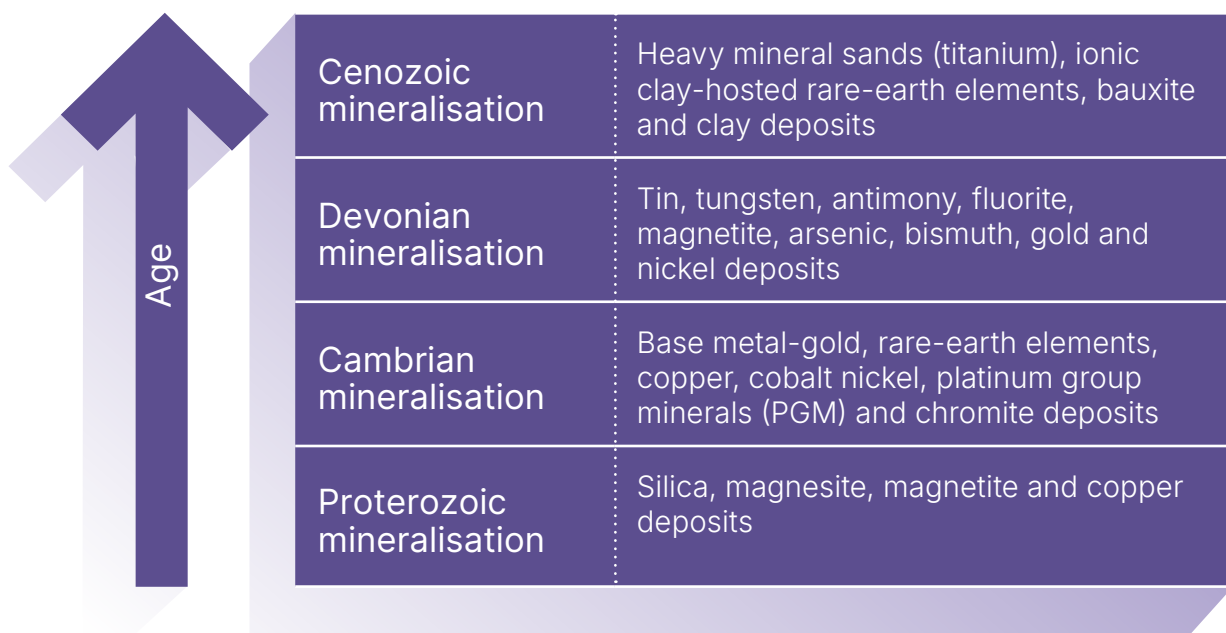 Age
Cenozoic
mineralisation
Heavy mineral sands (titanium), ionic
clay-hosted rare-earth elements, bauxite
and clay deposits
Devonian
mineralisation
Tin, tungsten, antimony, fluorite,
magnetite, arsenic, bismuth, gold and
nickel deposits
Cambrian
mineralisation
Base metal-gold, rare-earth elements,
copper, cobalt nickel, platinum group
minerals (PGM) and chromite deposits
Proterozoic
mineralisation
Silica, magnesite, magnetite and copper
deposits